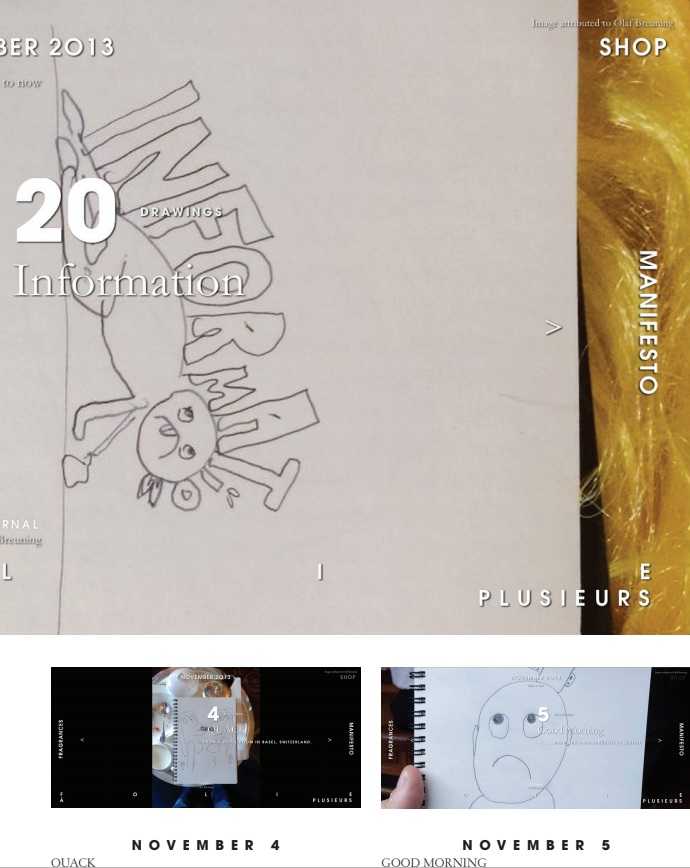 Image attributed to Olaf Breuning
BER 2013
SHOP
to now
20
DRAWINGS
Information
INFORMATI
MANIFESTO
>
RNAL
Breuning
L
I
E
PLUSIEURS
NOVEMBER 2013
SHOP
4
IN BASEL, SWITZERLAND.
FRAGRANCES
<
>
MANIFESTO
F
O
L
I
E
À
PLUSIEURS
NOVEMBER 2013
5
Good Morning
FRAGRANCES
>
MANIFESTO
O
I
E
PLUSIEURS
NOVEMBER 4
QUACK
NOVEMBER 5
GOOD MORNING